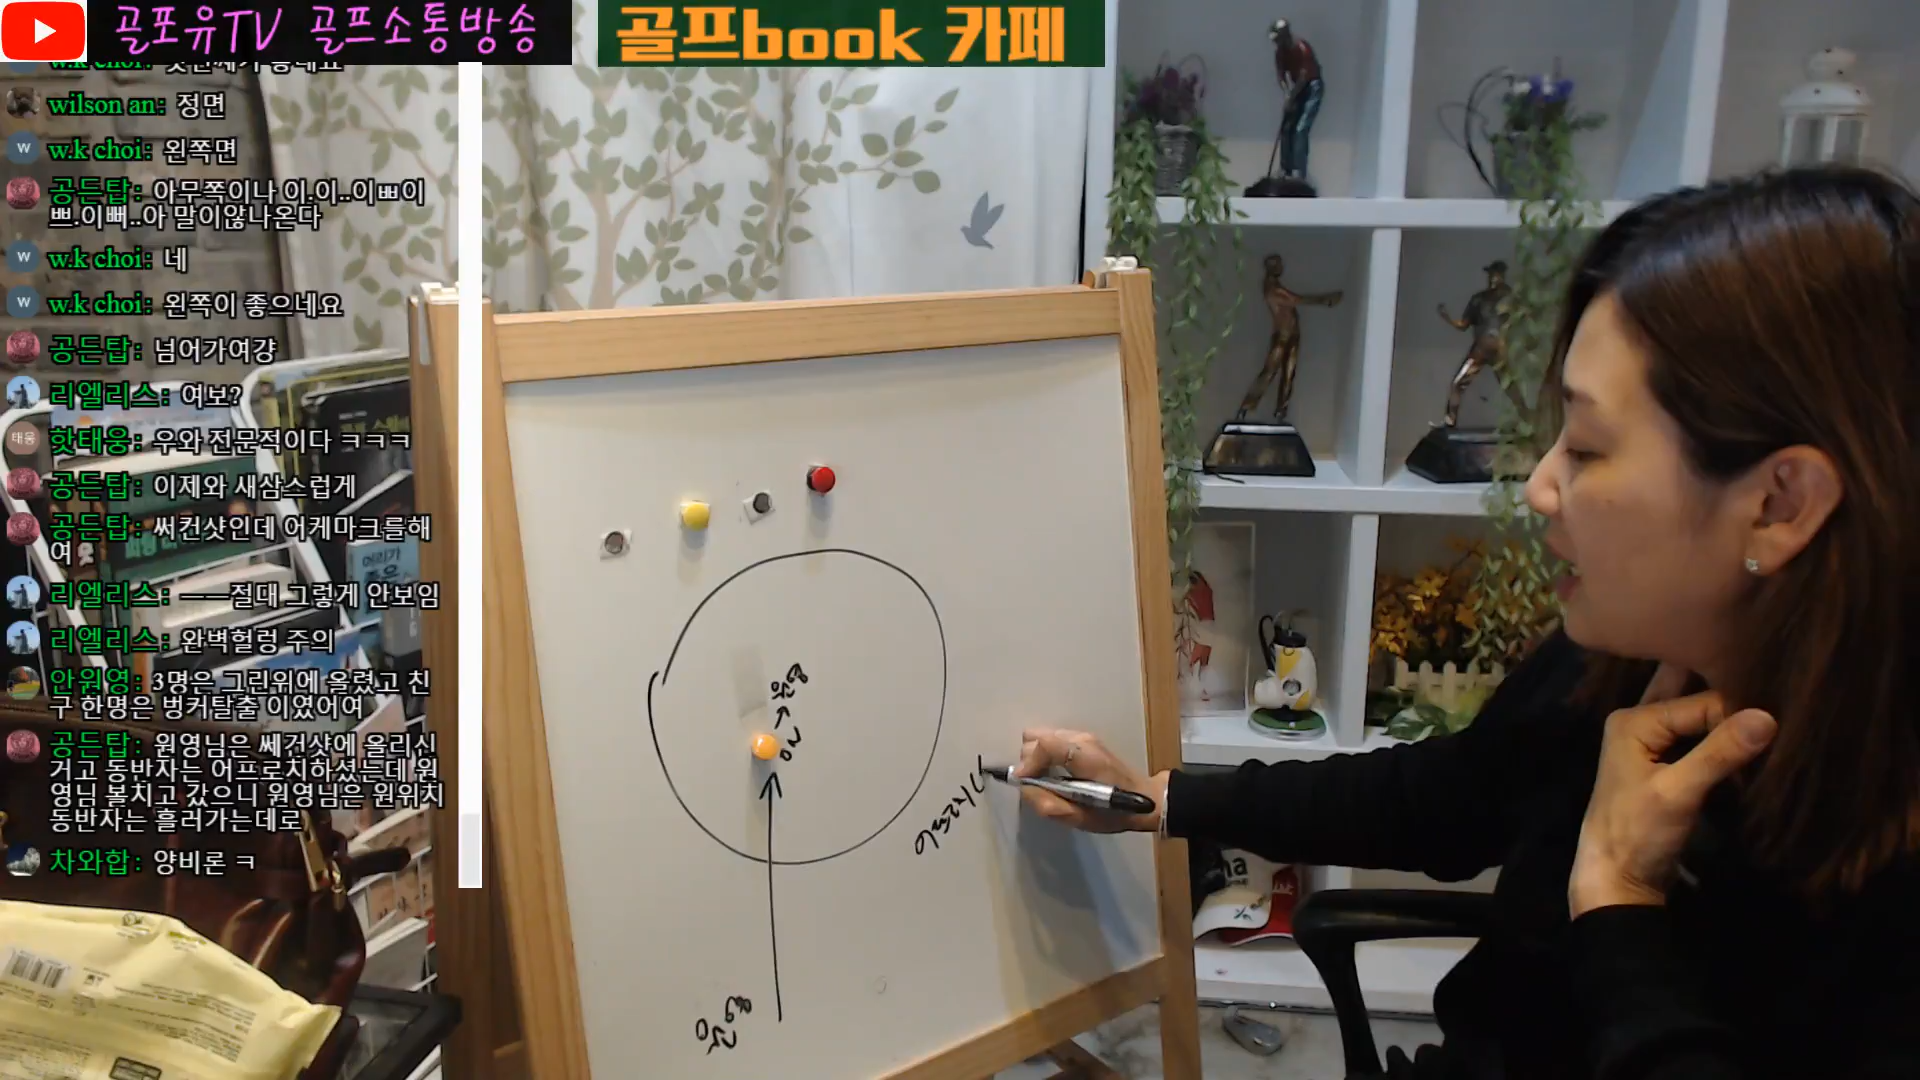 골포유TV 골프소통방송
골프book 카페
wilson an: 정면
w.k choi: 왼쪽면
공든탑: 아무쪽이나 이.이..이쁘이
쁘.이뻐..아 말이않나온다
w.k choi: 네
w.k choi: 왼쪽이 좋으네요
공든탑: 넘어가여걍
리엘리스: 여보?
핫태웅: 우와 전문적이다 ㅋㅋㅋ
공든탑: 이제와 새삼스럽게
공든탑: 써컨샷인데 어케마크를해
여
리엘리스: ㅡㅡ절대 그렇게 안보임
리엘리스: 완벽헐렁 주의
안원영: 3명은 그린위에 올렸고 친
구 한명은 벙커탈출 이였어여
공든탑: 원영님은 쎄컨샷에 올리신
거고 동반자는 어프로치하셨는데 원
영님 볼치고 갔으니 원영님은 원위치
동반자는 흘러가는데로
차와합: 양비론 ㅋ
태웅
ON